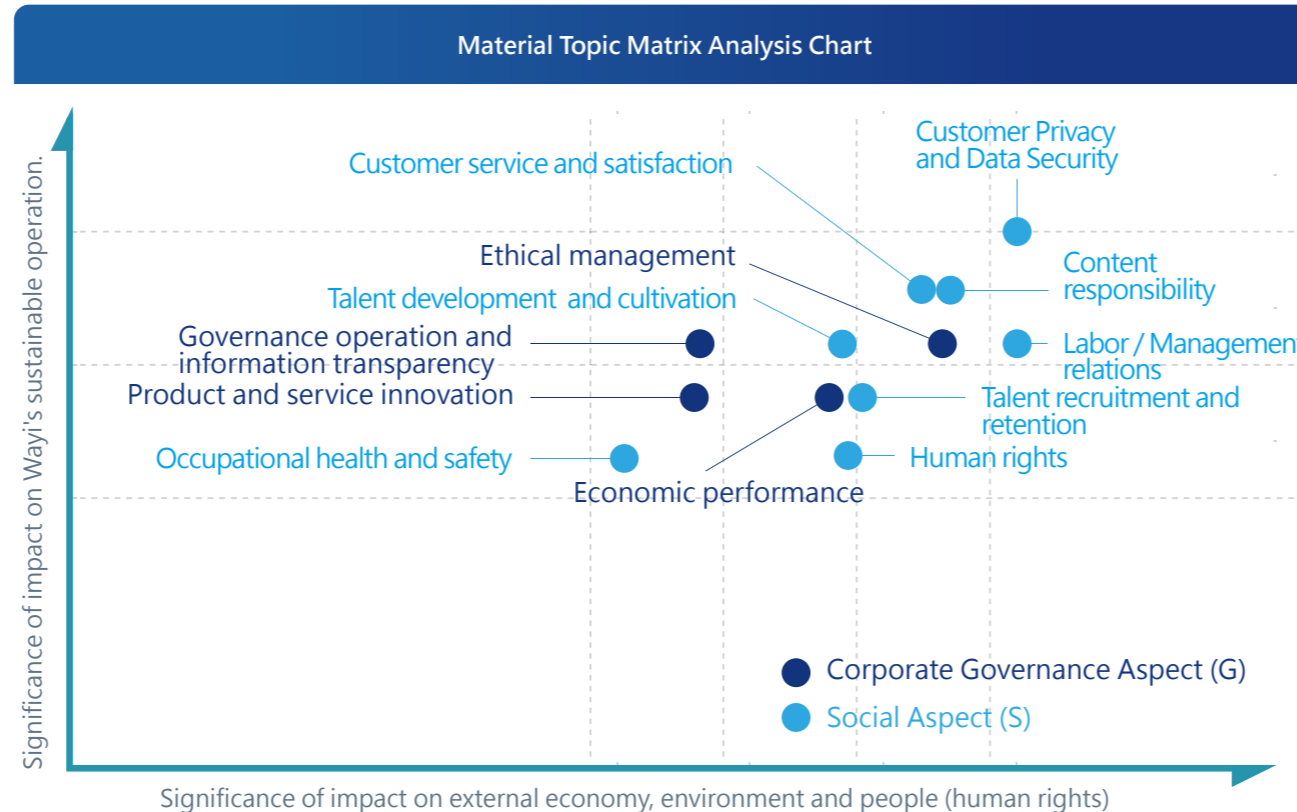 Material Topic Matrix Analysis Chart
Significance of impact on Wayi's sustainable operation.
Customer Privacy
and Data Security
Customer service and satisfaction
Ethical management
Content
responsibility
Talent development  and cultivation
Governance operation and
information transparency
Labor / Management
relations
Product and service innovation
Talent recruitment and
retention
Occupational health and safety
Human rights
Economic performance
Corporate Governance Aspect (G)
Social Aspect (S)
Significance of impact on external economy, environment and people (human rights)